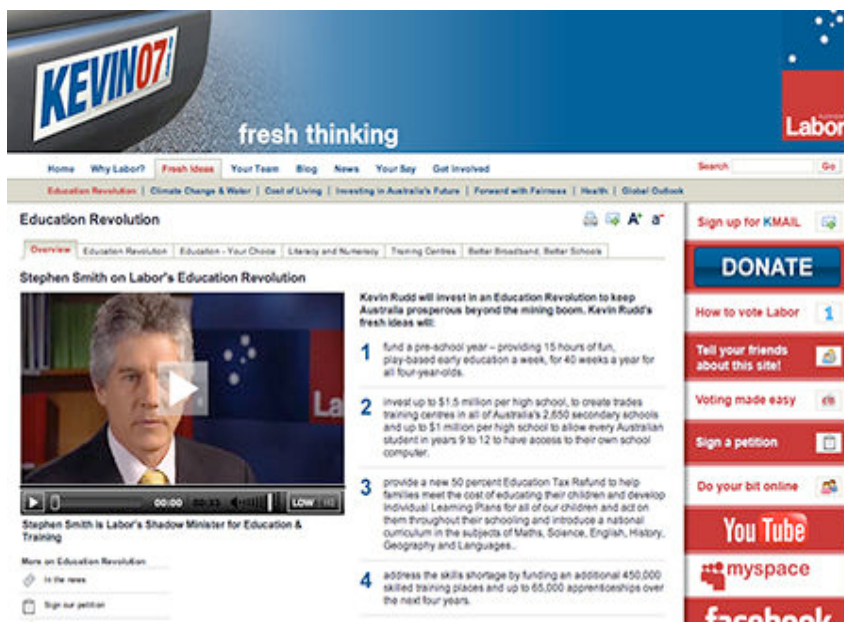 KEVIN07
Labor
fresh thinking
Home Why Labor? Fresh Ideas Your Team Blog News Your Say Get Involved
Search Go
Education Revolution | Climate Change & Water | Cost of Living | Investing in Australia's Future | Forward with Fairness | Health | Global Outlook
Education Revolution
A+ a-
Sign up for KMAIL
Overview Education Revolution Education - Your Choice Literacy and Numeracy Training Centres Better Broadband, Better Schools
DONATE
Stephen Smith on Labor's Education Revolution
Kevin Rudd will invest in an Education Revolution to keep
Australia prosperous beyond the mining boom. Kevin Rudd's
fresh ideas will:
How to vote Labor 1
1 fund a pre-school year – providing 15 hours of fun,
play-based early education a week, for 40 weeks a year for
all four-year-olds.
Tell your friends
about this site!
2 invest up to $1.5 million per high school, to create trades
training centres in all of Australia's 2,650 secondary schools
and up to $1 million per high school to allow every Australian
student in years 9 to 12 to have access to their own school
computer.
Voting made easy
Sign a petition
La
3 provide a new 50 percent Education Tax Refund to help
families meet the cost of educating their children and develop
Individual Learning Plans for all of our children and act on
them throughout their schooling and introduce a national
curriculum in the subjects of Maths, Science, English, History,
Geography and Languages..
Do your bit online
00:00 00:33 LOW HI
Stephen Smith is Labor's Shadow Minister for Education &
Training
You Tube
More on Education Revolution
In the news
Sign our petition
4 address the skills shortage by funding an additional 450,000
skilled training places and up to 65,000 apprenticeships over
the next four years.
myspace
facebook